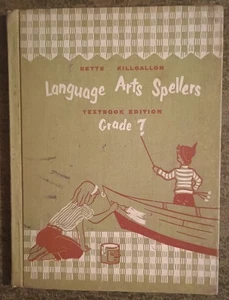 BETTS KILLGALLON
Language Arts Spellers
TEXTBOOK EDITION
Grade 7